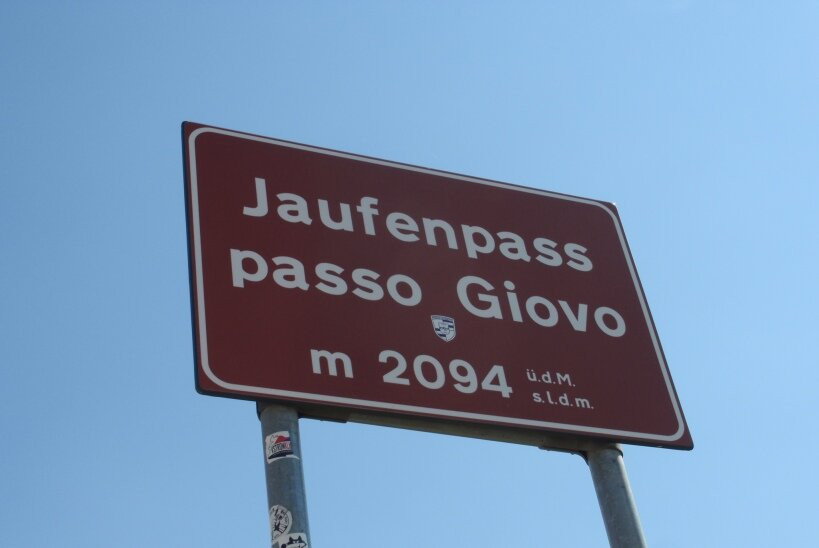 Jaufenpass
passo Giovo
m 2094 ü.d.M.
s.l.d.m.